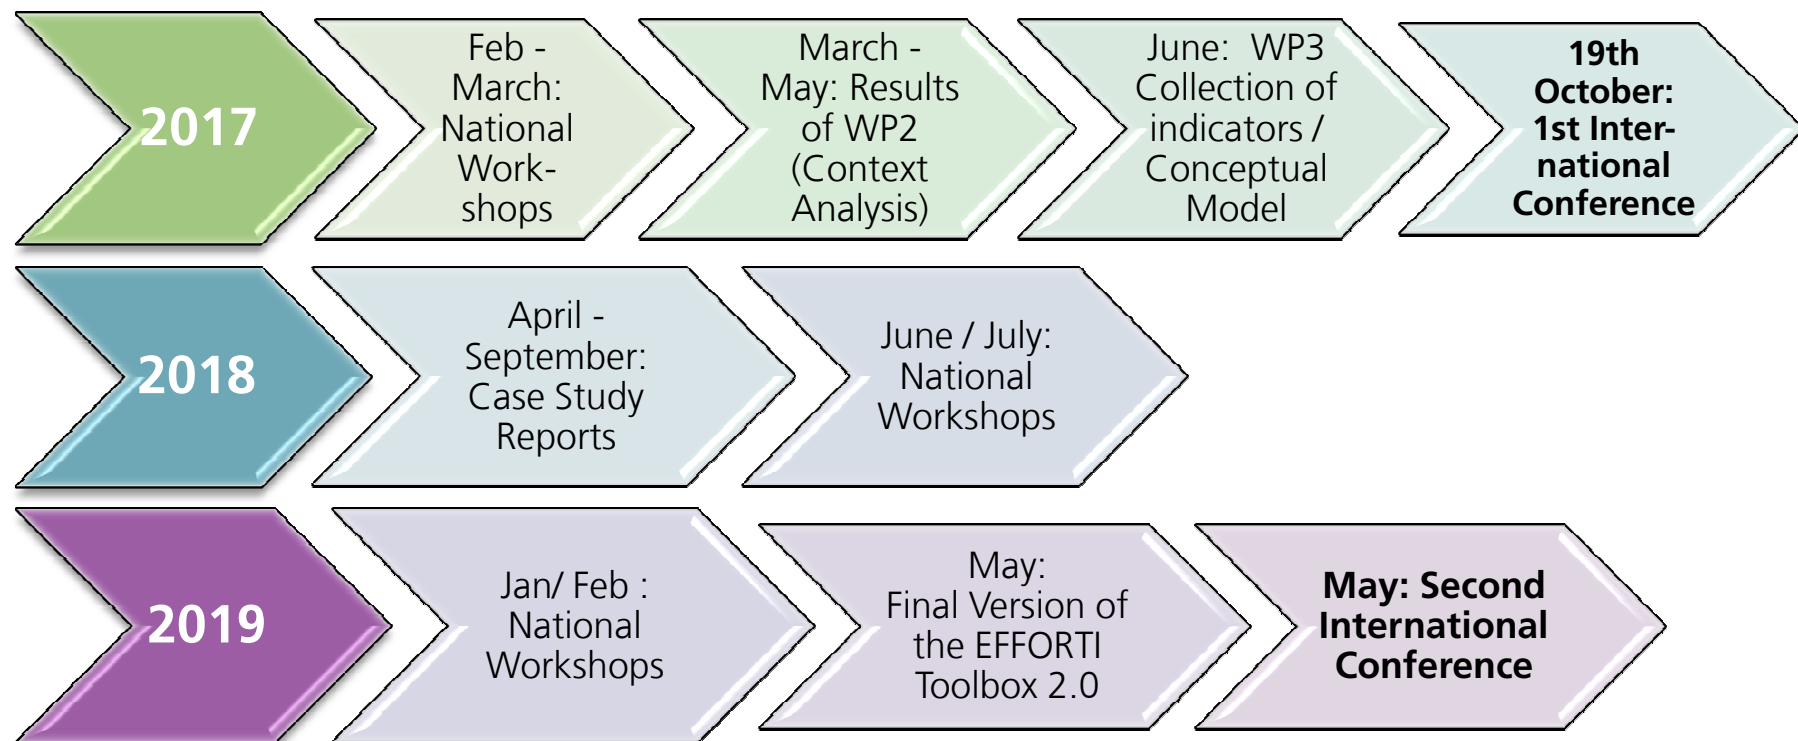 2017
Feb -
March:
National
Work-
shops
March -
May: Results
of WP2
(Context
Analysis)
June:  WP3
Collection of
indicators /
Conceptual
Model
19th
October:
1st Inter-
national
Conference
2018
April -
September:
Case Study
Reports
June / July:
National
Workshops
2019
Jan/ Feb :
National
Workshops
May:
Final Version of
the EFFORTI
Toolbox 2.0
May: Second
International
Conference